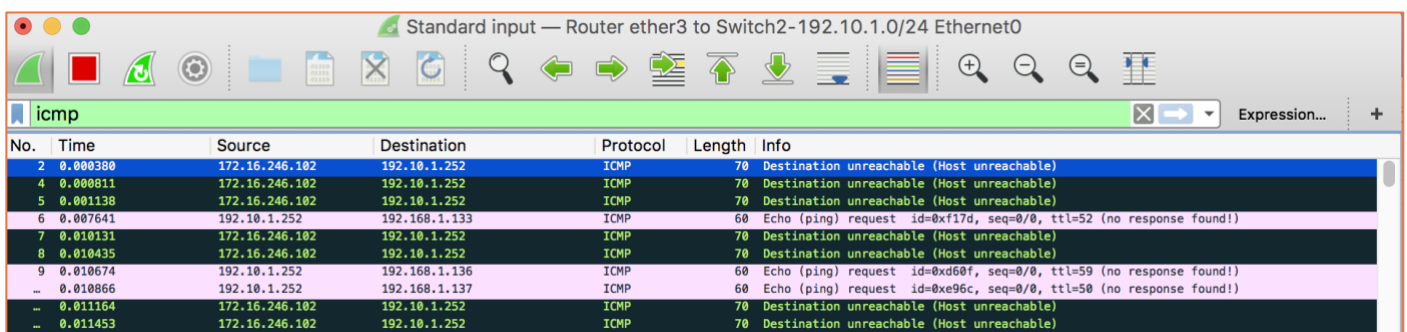 Standard input — Router ether3 to Switch2-192.10.1.0/24 Ethernet0
icmp Expression... +
No. Time Source Destination Protocol Length Info
2 0.000380 172.16.246.102 192.10.1.252 ICMP 70 Destination unreachable (Host unreachable)
4 0.000811 172.16.246.102 192.10.1.252 ICMP 70 Destination unreachable (Host unreachable)
5 0.001138 172.16.246.102 192.10.1.252 ICMP 70 Destination unreachable (Host unreachable)
6 0.007641 192.10.1.252 192.168.1.133 ICMP 60 Echo (ping) request id=0xf17d, seq=0/0, ttl=52 (no response found!)
7 0.010131 172.16.246.102 192.10.1.252 ICMP 70 Destination unreachable (Host unreachable)
8 0.010435 172.16.246.102 192.10.1.252 ICMP 70 Destination unreachable (Host unreachable)
9 0.010674 192.10.1.252 192.168.1.136 ICMP 60 Echo (ping) request id=0xd60f, seq=0/0, ttl=59 (no response found!)
… 0.010866 192.10.1.252 192.168.1.137 ICMP 60 Echo (ping) request id=0xe96c, seq=0/0, ttl=50 (no response found!)
… 0.011164 172.16.246.102 192.10.1.252 ICMP 70 Destination unreachable (Host unreachable)
… 0.011453 172.16.246.102 192.10.1.252 ICMP 70 Destination unreachable (Host unreachable)